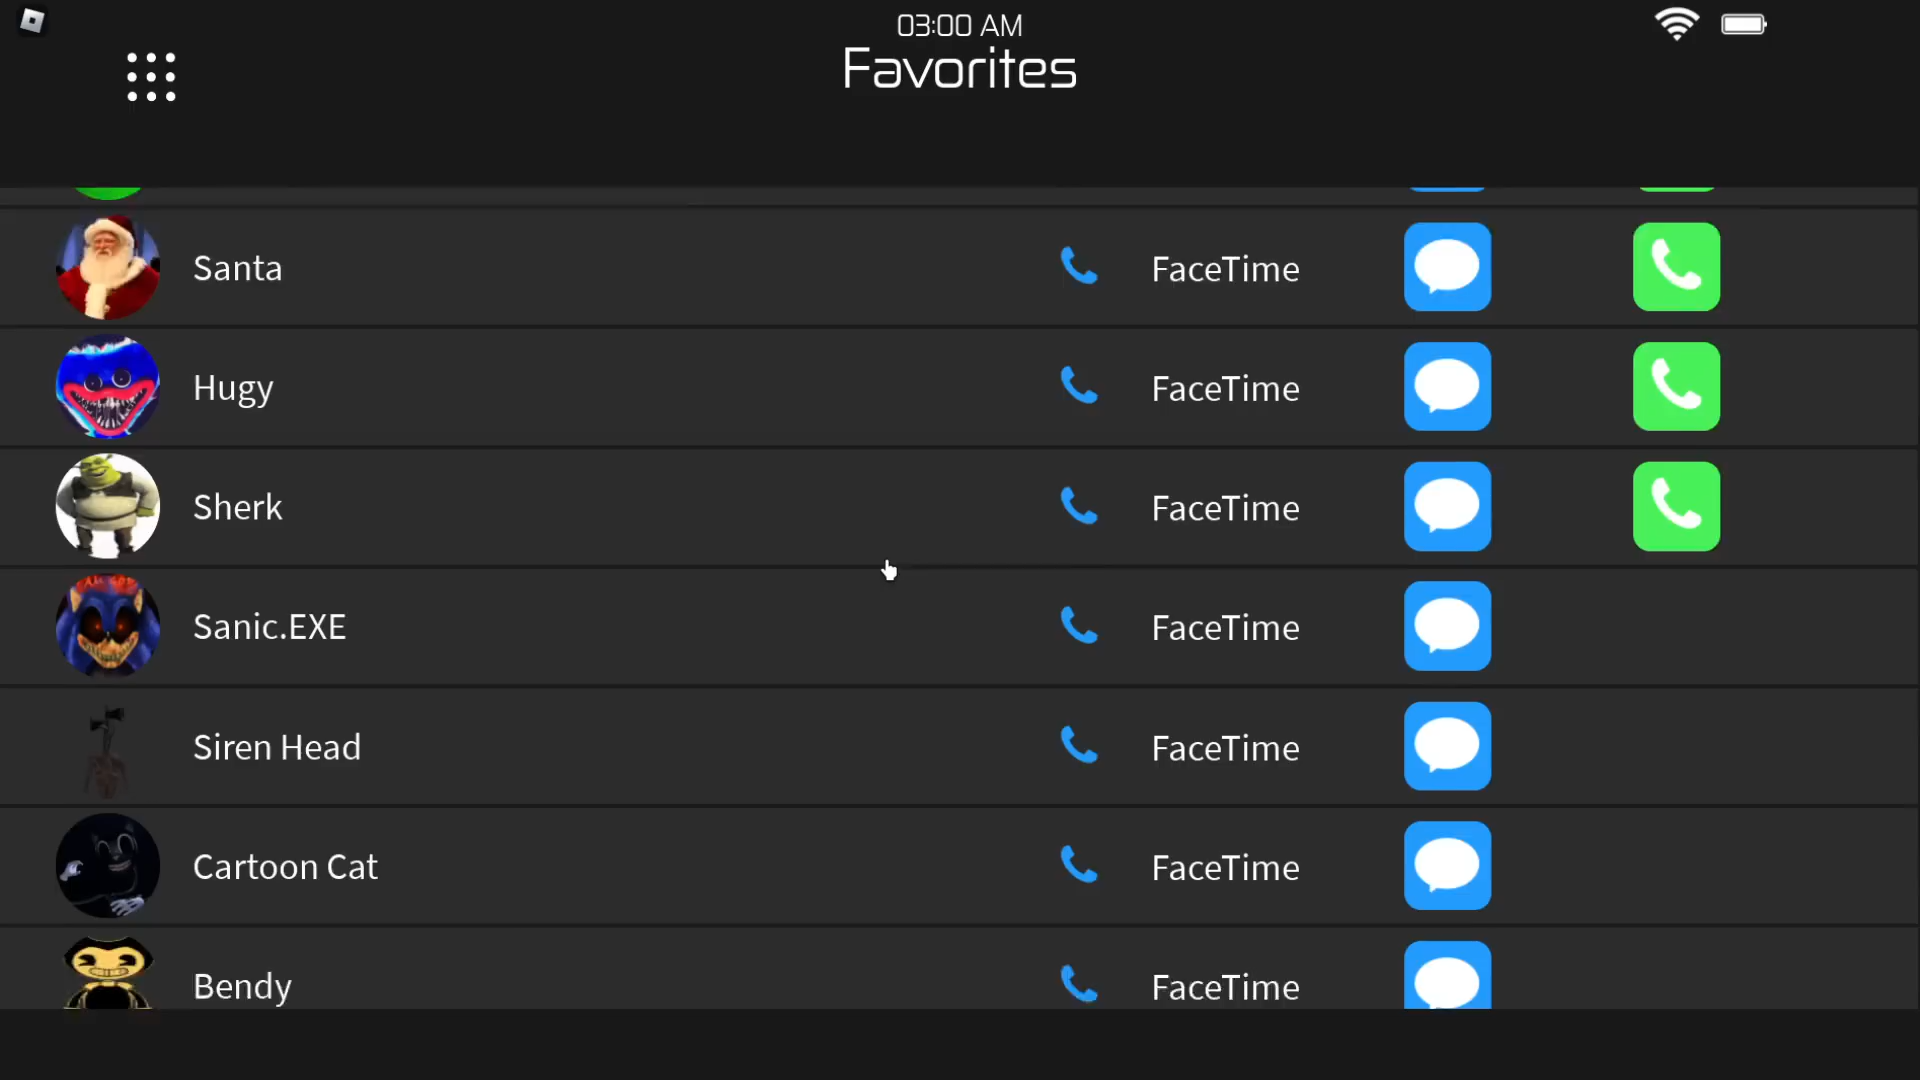 03:00 AM
Favorites
Santa FaceTime
Hugy FaceTime
Sherk FaceTime
Sanic.EXE FaceTime
Siren Head FaceTime
Cartoon Cat FaceTime
Bendy FaceTime